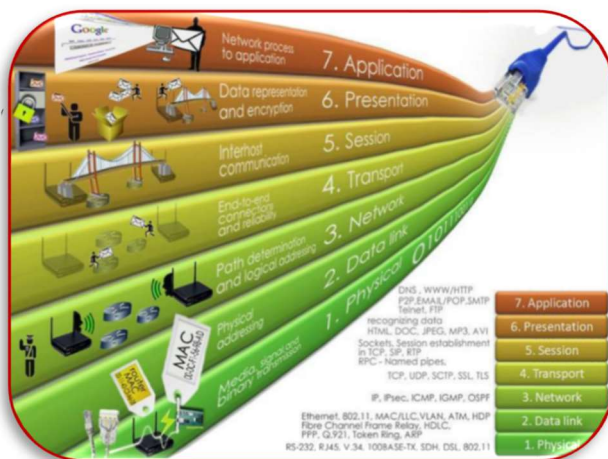 Google
Network process
to application
7. Application
Data representation
and encryption
6. Presentation
Interhost
communication
5. Session
End-to-end
connections
and reliability
4. Transport
Path determination
and logical addressing
3. Network
Physical
addressing
2. Data link
Media, signal and
binary transmission
1. Physical
MAC
DNS, WWW/HTTP
P2P,EMAIL/POP,SMTP
Telnet, FTP
7. Application
recognizing data
HTML, DOC, JPEG, MP3, AVI
6. Presentation
Sockets, Session establishment
in TCP, SIP, RTP
RPC - Named pipes.
5. Session
TCP, UDP, SCTP, SSL, TLS
4. Transport
IP, IPsec, ICMP, IGMP, OSPF
3. Network
Ethernet, 802.11, MAC/LLC,VLAN, ATM, HDP
Fibre Channel Frame Relay, HDLC,
PPP, Q.921, Token Ring, ARP
2. Data link
RS-232, RJ45, V.34, 100BASE-TX, SDH, DSL, 802.11
1. Physical